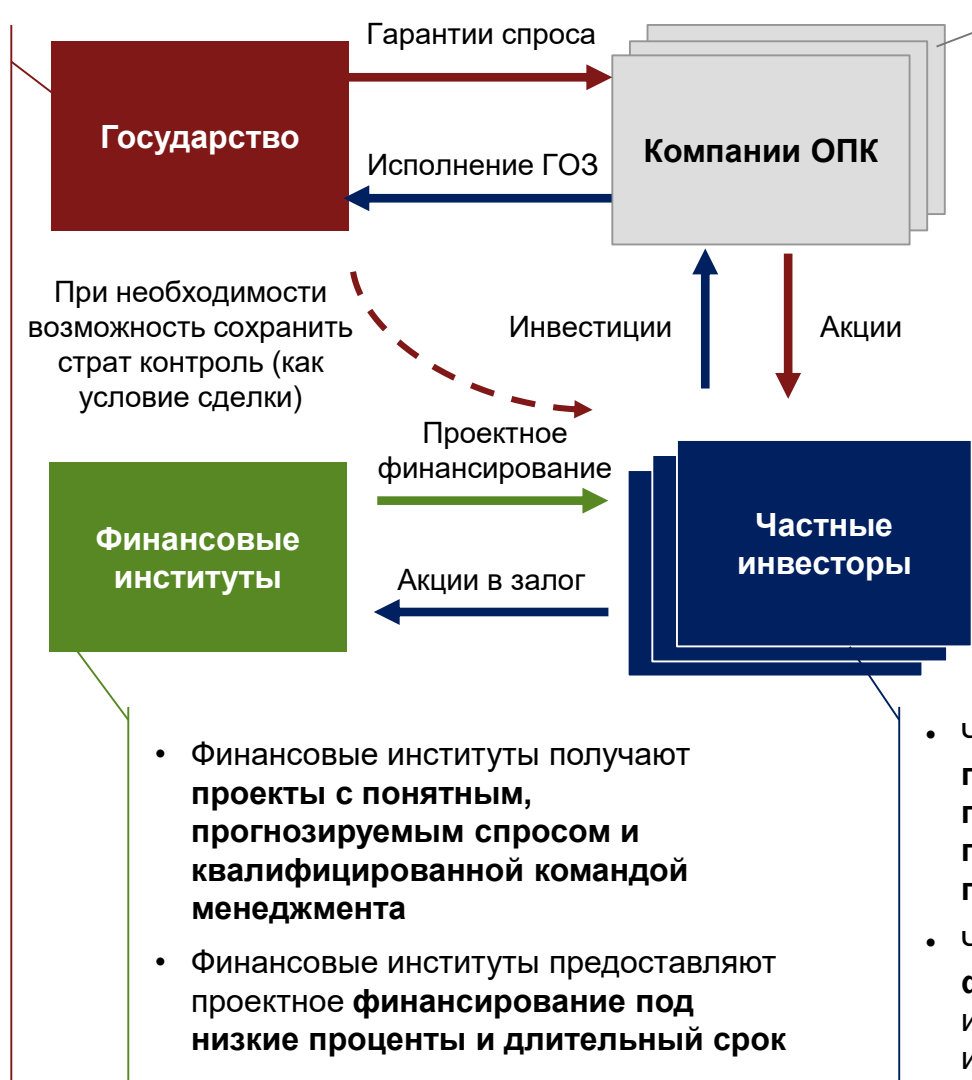 Гарантии спроса
Государство
Компании ОПК
Исполнение ГОЗ
При необходимости
возможность сохранить
страт контроль (как
условие сделки)
Инвестиции
Акции
Проектное
финансирование
Финансовые
институты
Частные
инвесторы
Акции в залог
• Финансовые институты получают
проекты с понятным,
прогнозируемым спросом и
квалифицированной командой
менеджмента
• Финансовые институты предоставляют
проектное финансирование под
низкие проценты и длительный срок